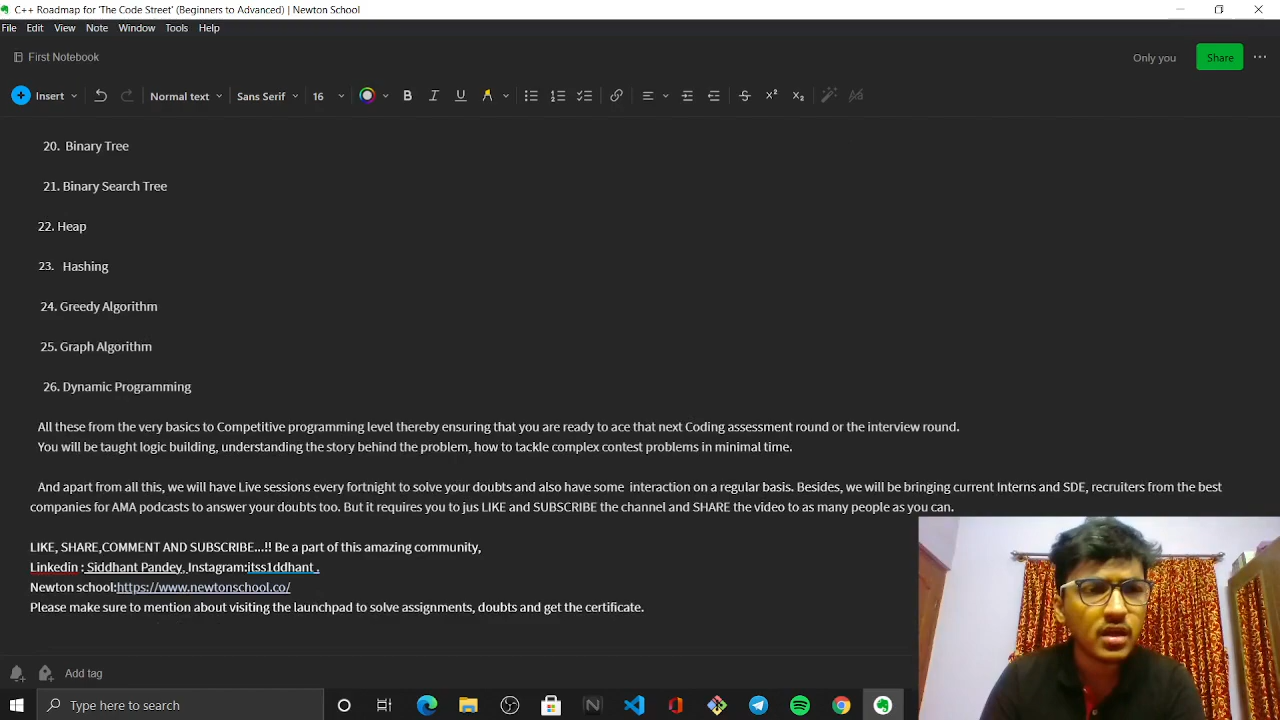 C++ Roadmap for 'The Code Street' (Beginners to Advanced) | Newton School
File Edit View Note Window Tools Help
First Notebook
Only you
Share
Insert
Normal text
Sans Serif
16
20. Binary Tree
21. Binary Search Tree
22. Heap
23. Hashing
24. Greedy Algorithm
25. Graph Algorithm
26. Dynamic Programming
All these from the very basics to Competitive programming level thereby ensuring that you are ready to ace that next Coding assessment round or the interview round.
You will be taught logic building, understanding the story behind the problem, how to tackle complex contest problems in minimal time.
And apart from all this, we will have Live sessions every fortnight to solve your doubts and also have some interaction on a regular basis. Besides, we will be bringing current Interns and SDE, recruiters from the best
companies for AMA podcasts to answer your doubts too. But it requires you to jus LIKE and SUBSCRIBE the channel and SHARE the video to as many people as you can.
LIKE, SHARE,COMMENT AND SUBSCRIBE...!! Be a part of this amazing community,
Linkedin : Siddhant Pandey, Instagram:itss1ddhant .
Newton school:https://www.newtonschool.co/
Please make sure to mention about visiting the launchpad to solve assignments, doubts and get the certificate.
Add tag
Type here to search